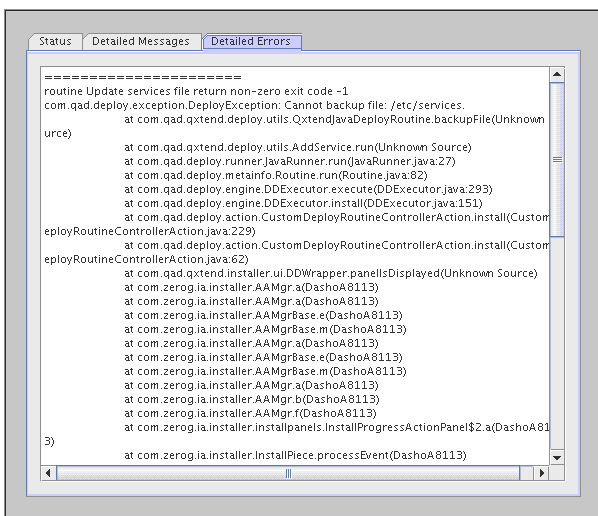 Status Detailed Messages Detailed Errors
=======================
routine Update services file return non-zero exit code -1
com.qad.deploy.exception.DeployException: Cannot backup file: /etc/services.
at com.qad.qxtend.deploy.utils.QxtendJavaDeployRoutine.backupFile(Unknown
urce)
at com.qad.qxtend.deploy.utils.AddService.run(Unknown Source)
at com.qad.deploy.runner.JavaRunner.run(JavaRunner.java:27)
at com.qad.deploy.metainfo.Routine.run(Routine.java:82)
at com.qad.deploy.engine.DDExecutor.execute(DDExecutor.java:293)
at com.qad.deploy.engine.DDExecutor.install(DDExecutor.java:151)
at com.qad.deploy.action.CustomDeployRoutineControllerAction.install(Custom
eployRoutineControllerAction.java:229)
at com.qad.deploy.action.CustomDeployRoutineControllerAction.install(Custom
eployRoutineControllerAction.java:62)
at com.qad.qxtend.installer.ui.DDWrapper.panelIsDisplayed(Unknown Source)
at com.zerog.ia.installer.AAMgr.a(DashoA8113)
at com.zerog.ia.installer.AAMgrBase.e(DashoA8113)
at com.zerog.ia.installer.AAMgrBase.m(DashoA8113)
at com.zerog.ia.installer.AAMgr.a(DashoA8113)
at com.zerog.ia.installer.AAMgrBase.e(DashoA8113)
at com.zerog.ia.installer.AAMgrBase.m(DashoA8113)
at com.zerog.ia.installer.AAMgr.a(DashoA8113)
at com.zerog.ia.installer.AAMgr.b(DashoA8113)
at com.zerog.ia.installer.AAMgr.f(DashoA8113)
at com.zerog.ia.installer.installpanels.InstallProgressActionPanel$2.a(DashoA81
3)
at com.zerog.ia.installer.InstallPiece.processEvent(DashoA8113)